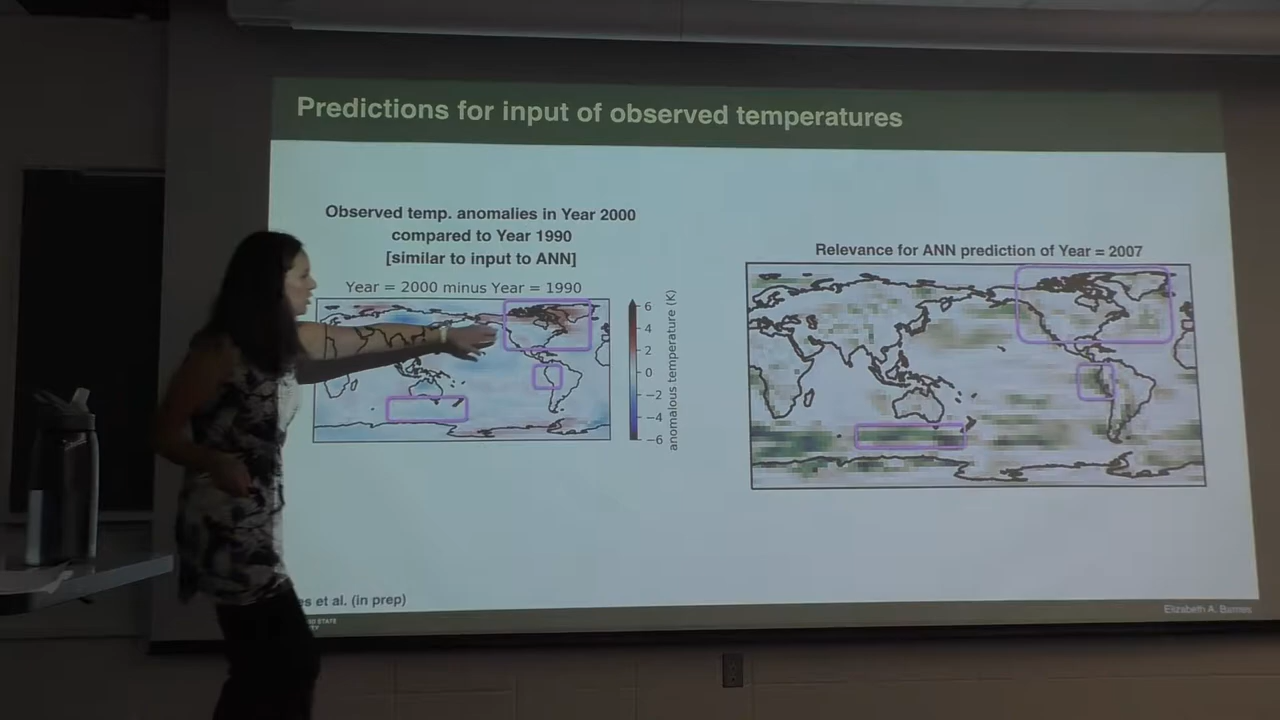 Predictions for input of observed temperatures
Observed temp. anomalies in Year 2000
compared to Year 1990
[similar to input to ANN]
Year = 2000 minus Year = 1990
6
4
2
0
−2
−4
−6
anomalous temperature (K)
Relevance for ANN prediction of Year = 2007
et al. (in prep)
STATE
Elizabeth A. Barnes